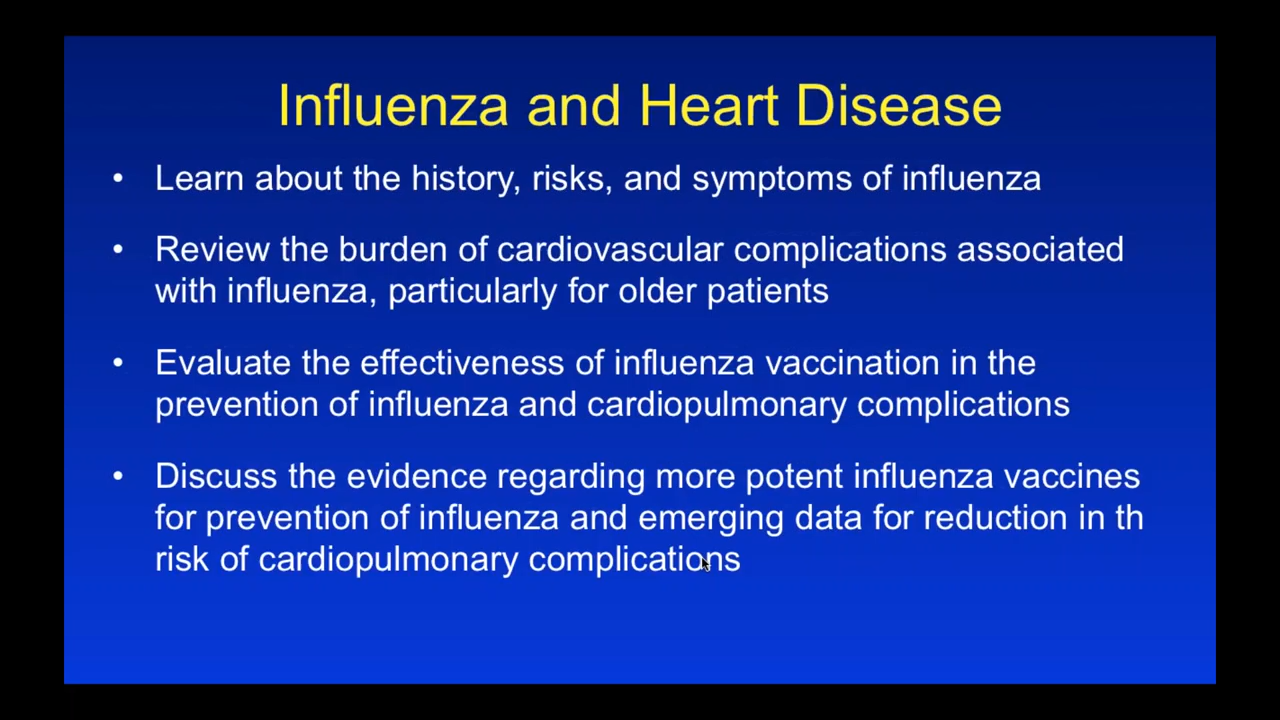 Influenza and Heart Disease
• Learn about the history, risks, and symptoms of influenza
• Review the burden of cardiovascular complications associated
with influenza, particularly for older patients
• Evaluate the effectiveness of influenza vaccination in the
prevention of influenza and cardiopulmonary complications
• Discuss the evidence regarding more potent influenza vaccines
for prevention of influenza and emerging data for reduction in th
risk of cardiopulmonary complications